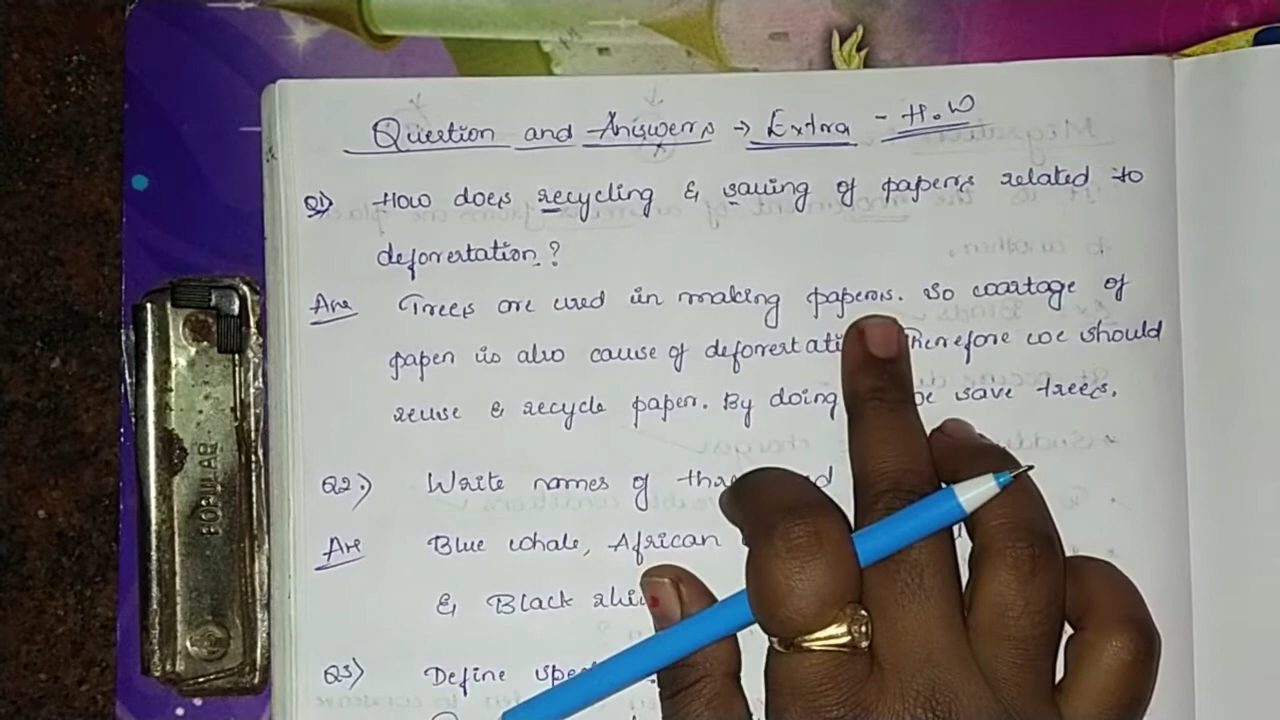 Question and Answers → Extra - H.W
Q1) How does recycling & saving of papers related to
deforestation.?
Ans Trees are used in making papers. So wastage of
paper is also cause of deforestati Therefore we should
reuse & recycle paper. By doing save trees.
Q2.) Write names of
Ans Blue whale, African
& Black
Q3) Define
POPULAR